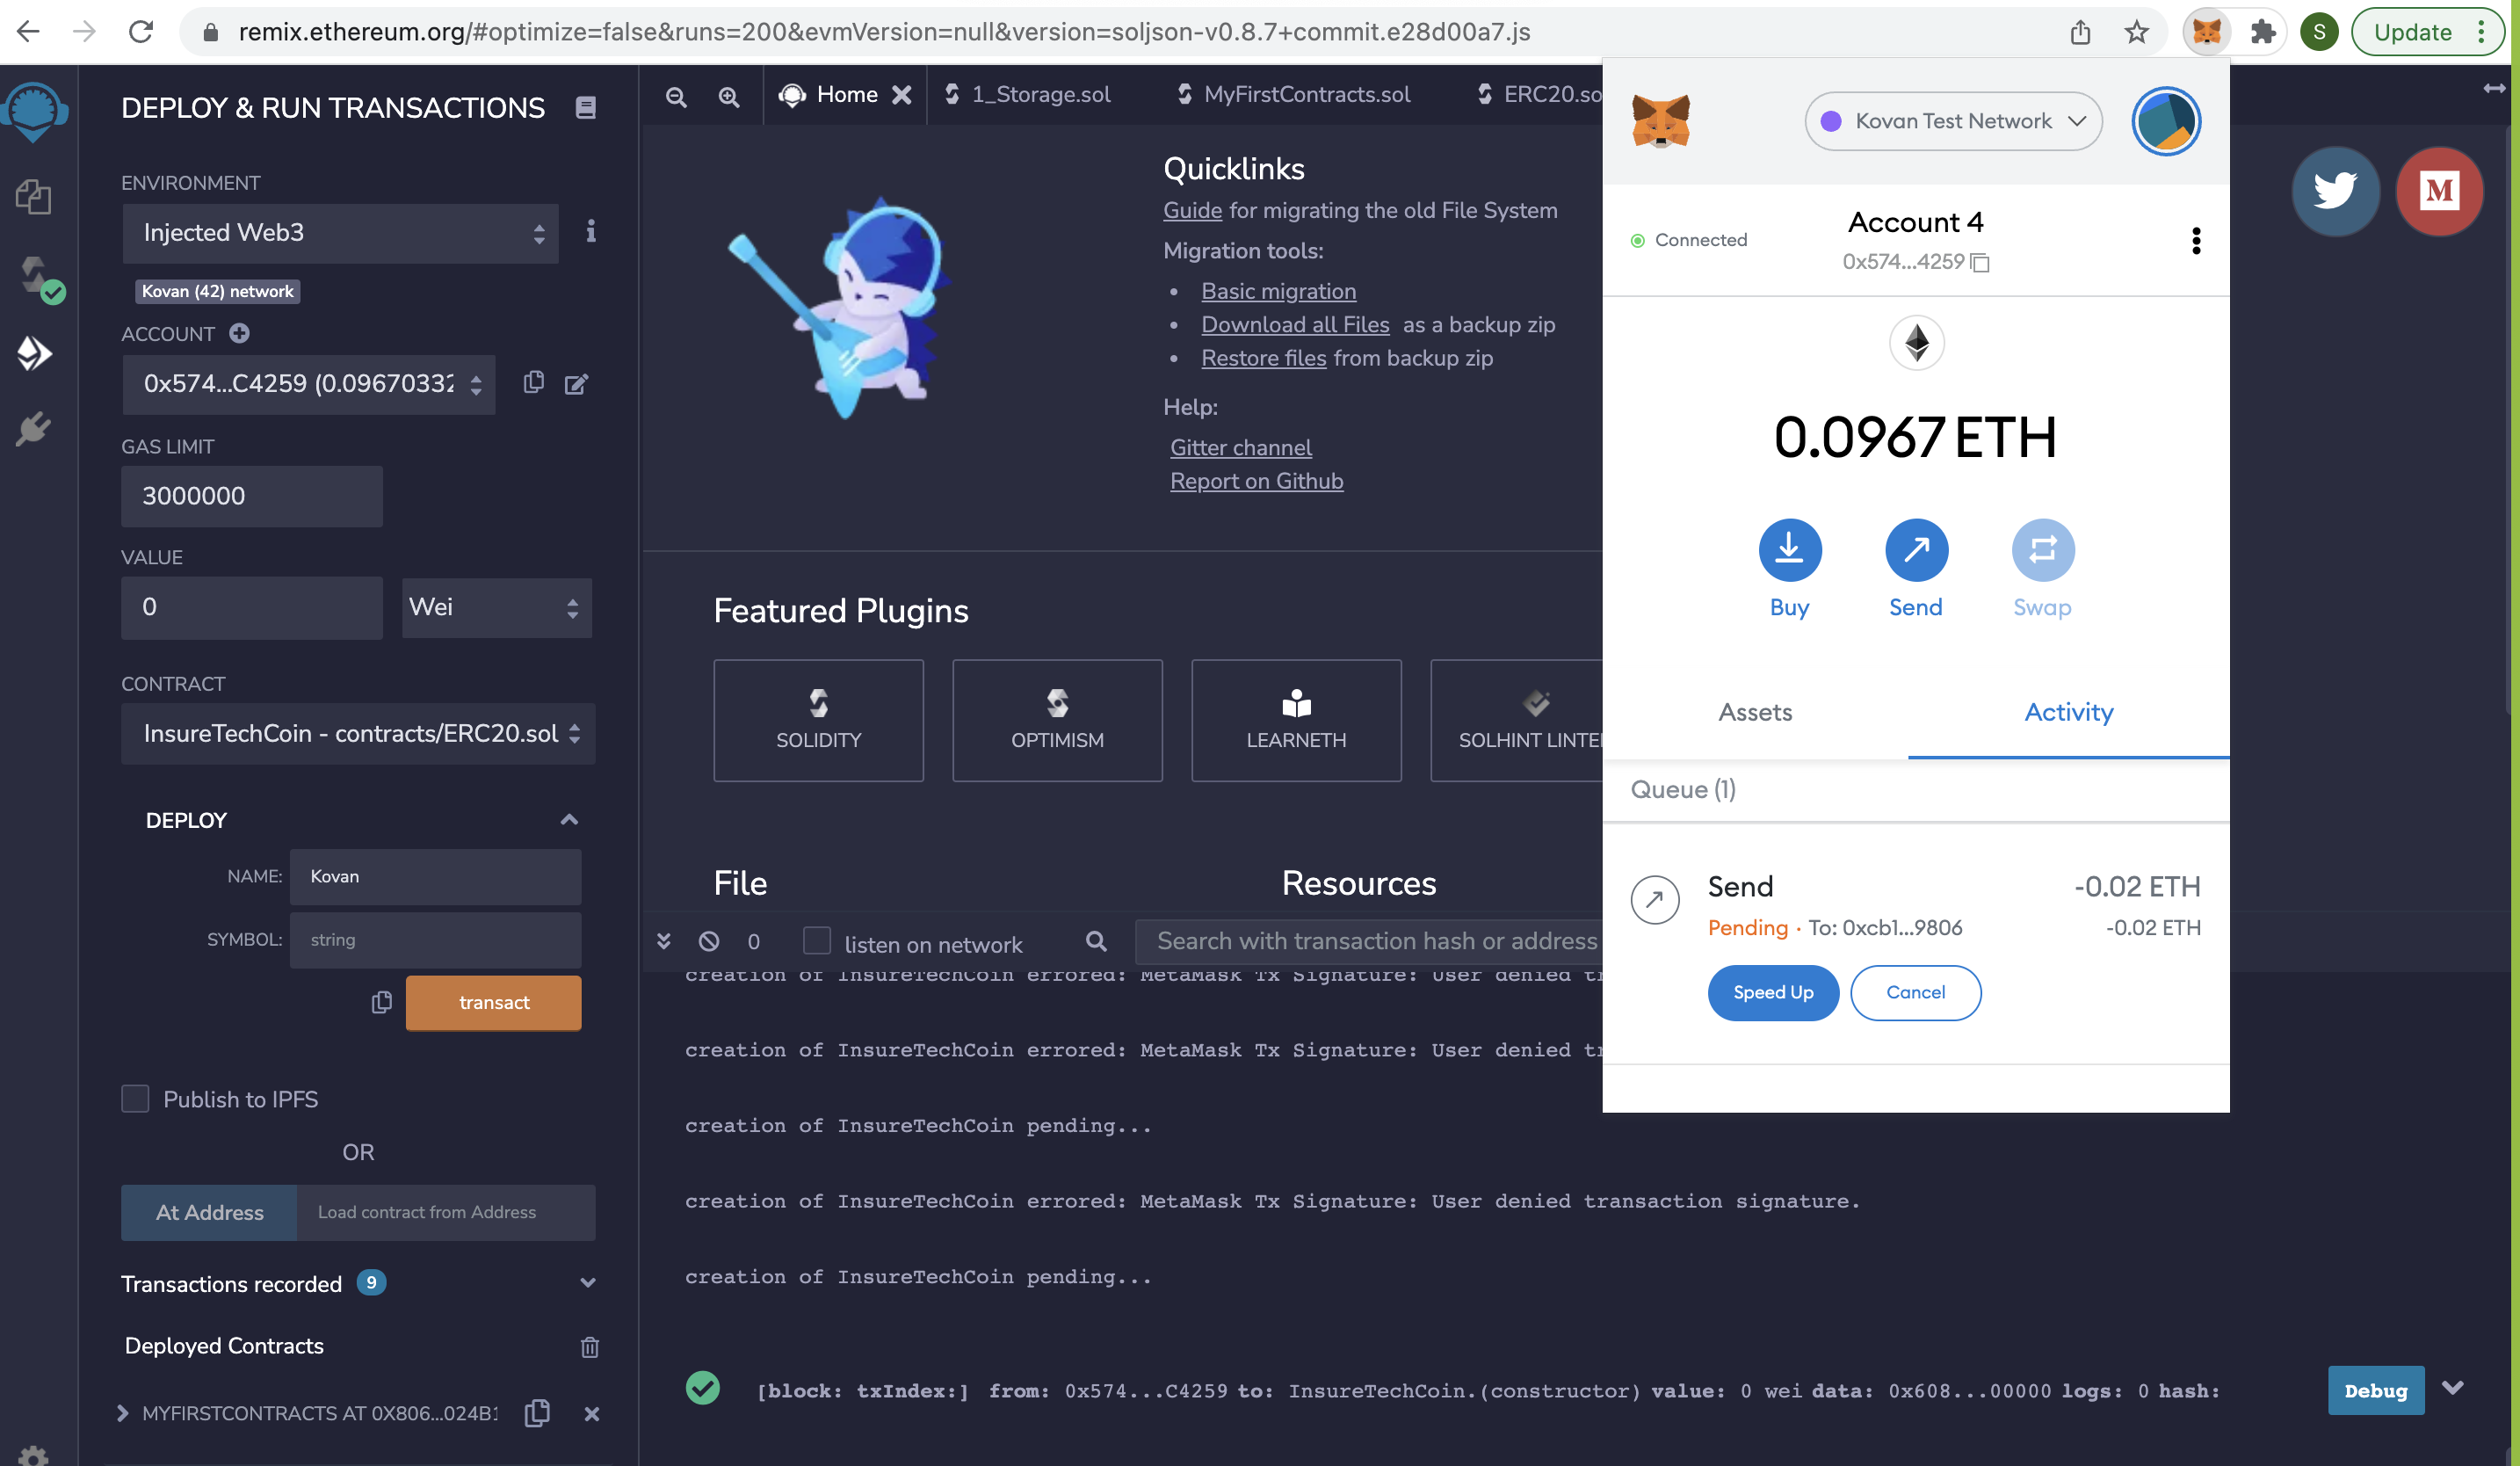 remix.ethereum.org/#optimize=false&runs=200&evmVersion=null&version=soljson-v0.8.7+commit.e28d00a7.js
S
Update
DEPLOY & RUN TRANSACTIONS
ENVIRONMENT
Injected Web3
Kovan (42) network
ACCOUNT
0x574...C4259 (0.09670332
GAS LIMIT
3000000
VALUE
0
Wei
CONTRACT
InsureTechCoin - contracts/ERC20.sol
DEPLOY
NAME:
Kovan
SYMBOL:
string
transact
Publish to IPFS
OR
At Address
Load contract from Address
Transactions recorded 9
Deployed Contracts
MYFIRSTCONTRACTS AT 0X806...024B1
Home
1_Storage.sol
MyFirstContracts.sol
ERC20.so
Quicklinks
Guide for migrating the old File System
Migration tools:
Basic migration
Download all Files as a backup zip
Restore files from backup zip
Help:
Gitter channel
Report on Github
Featured Plugins
SOLIDITY
OPTIMISM
LEARNETH
SOLHINT LINTE
File
Resources
0
listen on network
Search with transaction hash or address
creation of InsureTechCoin errored: MetaMask Tx Signature: User denied tr
creation of InsureTechCoin errored: MetaMask Tx Signature: User denied tr
creation of InsureTechCoin pending...
creation of InsureTechCoin errored: MetaMask Tx Signature: User denied transaction signature.
creation of InsureTechCoin pending...
[block: txIndex:] from: 0x574...C4259 to: InsureTechCoin.(constructor) value: 0 wei data: 0x608...00000 logs: 0 hash:
Debug
Kovan Test Network
Connected
Account 4
0x574...4259
0.0967 ETH
Buy
Send
Swap
Assets
Activity
Queue (1)
Send
-0.02 ETH
Pending · To: 0xcb1...9806
-0.02 ETH
Speed Up
Cancel
M